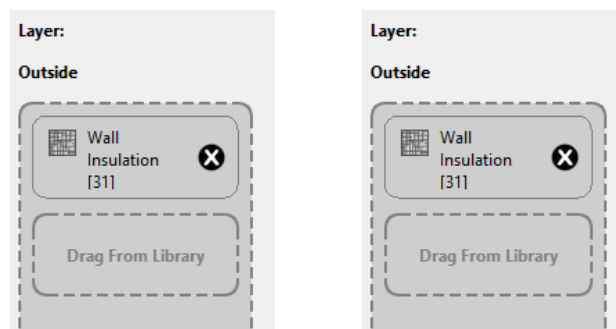 Layer:
Outside
Wall
Insulation
[31]
Drag From Library
Layer:
Outside
Wall
Insulation
[31]
Drag From Library